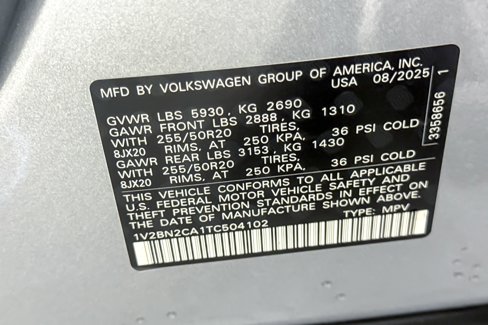 MFD BY VOLKSWAGEN GROUP OF AMERICA, INC.
USA 08/2025
GVWR LBS 5930, KG 2690
GAWR FRONT LBS 2888, KG 1310
WITH 255/50R20 TIRES, 36 PSI COLD
8JX20 RIMS, AT 250 KPA,
GAWR REAR LBS 3153, KG 1430
WITH 255/50R20 TIRES, 36 PSI COLD
8JX20 RIMS, AT 250 KPA,
THIS VEHICLE CONFORMS TO ALL APPLICABLE
U.S. FEDERAL MOTOR VEHICLE SAFETY AND
THEFT PREVENTION STANDARDS IN EFFECT ON
THE DATE OF MANUFACTURE SHOWN ABOVE.
1V2BN2CA1TC504102 TYPE: MPV
3368656 1